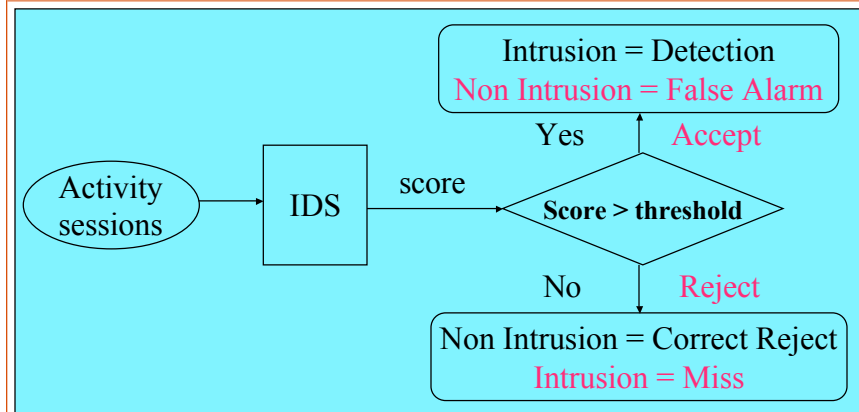 Intrusion = Detection
Non Intrusion = False Alarm
Yes Accept
Activity
sessions
IDS
score
Score > threshold
No Reject
Non Intrusion = Correct Reject
Intrusion = Miss